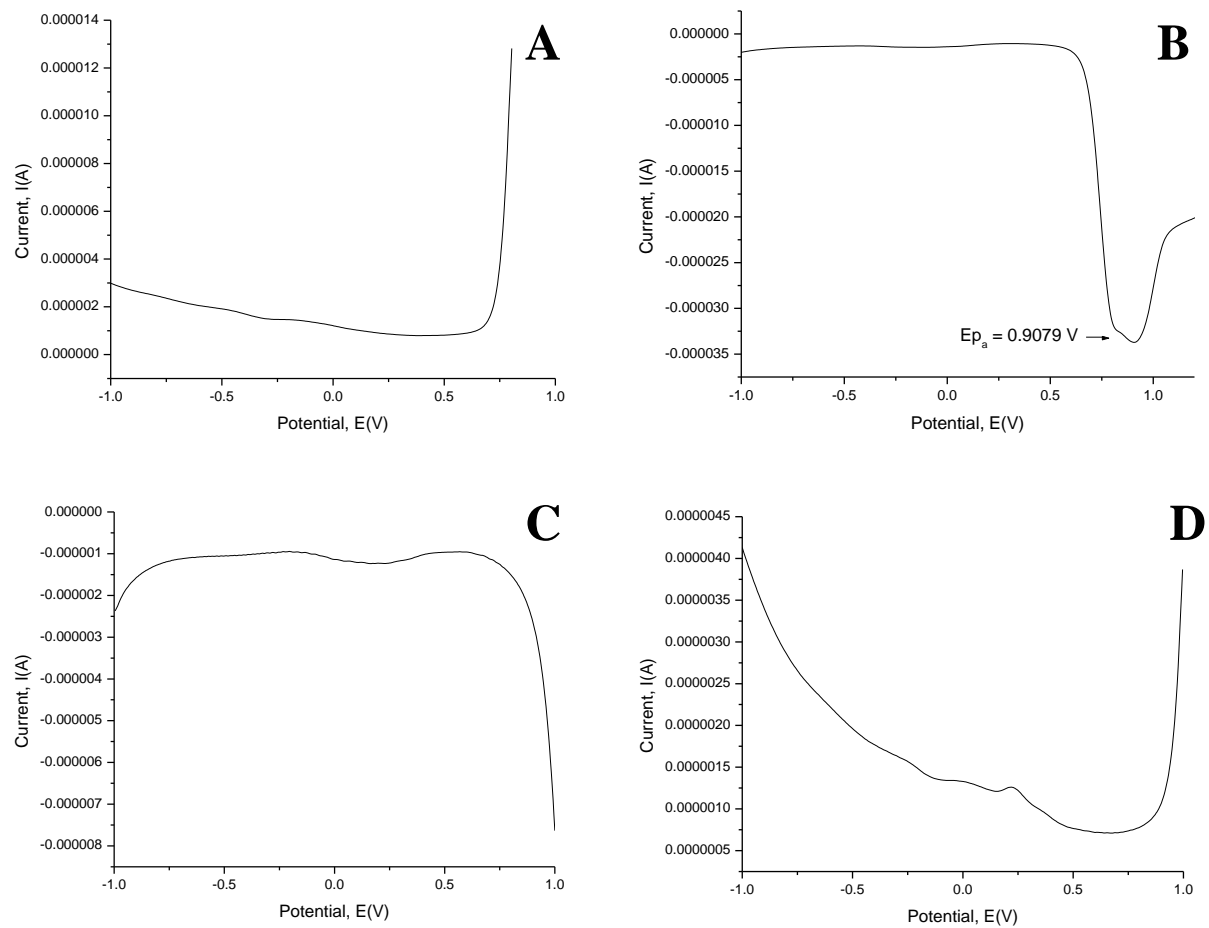 A
0.000014
0.000012
0.000010
0.000008
0.000006
0.000004
0.000002
0.000000
Current, I(A)
-1.0 -0.5 0.0 0.5 1.0
Potential, E(V)
B
0.000000
-0.000005
-0.000010
-0.000015
-0.000020
-0.000025
-0.000030
-0.000035
Current, I(A)
Epa = 0.9079 V
-1.0 -0.5 0.0 0.5 1.0
Potential, E(V)
C
0.000000
-0.000001
-0.000002
-0.000003
-0.000004
-0.000005
-0.000006
-0.000007
-0.000008
Current, I(A)
-1.0 -0.5 0.0 0.5 1.0
Potential, E(V)
D
0.0000045
0.0000040
0.0000035
0.0000030
0.0000025
0.0000020
0.0000015
0.0000010
0.0000005
Current, I(A)
-1.0 -0.5 0.0 0.5 1.0
Potential, E(V)